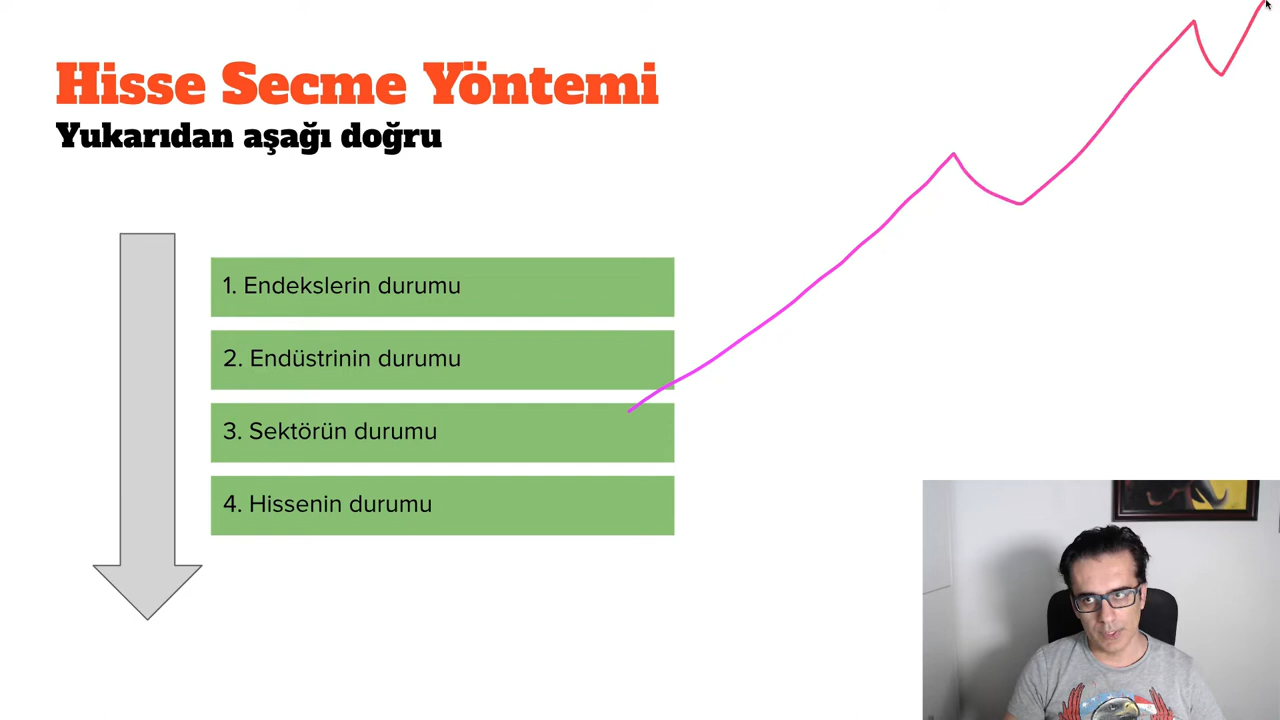 Hisse Secme Yöntemi
Yukarıdan aşağı doğru
1. Endekslerin durumu
2. Endüstrinin durumu
3. Sektörün durumu
4. Hissenin durumu